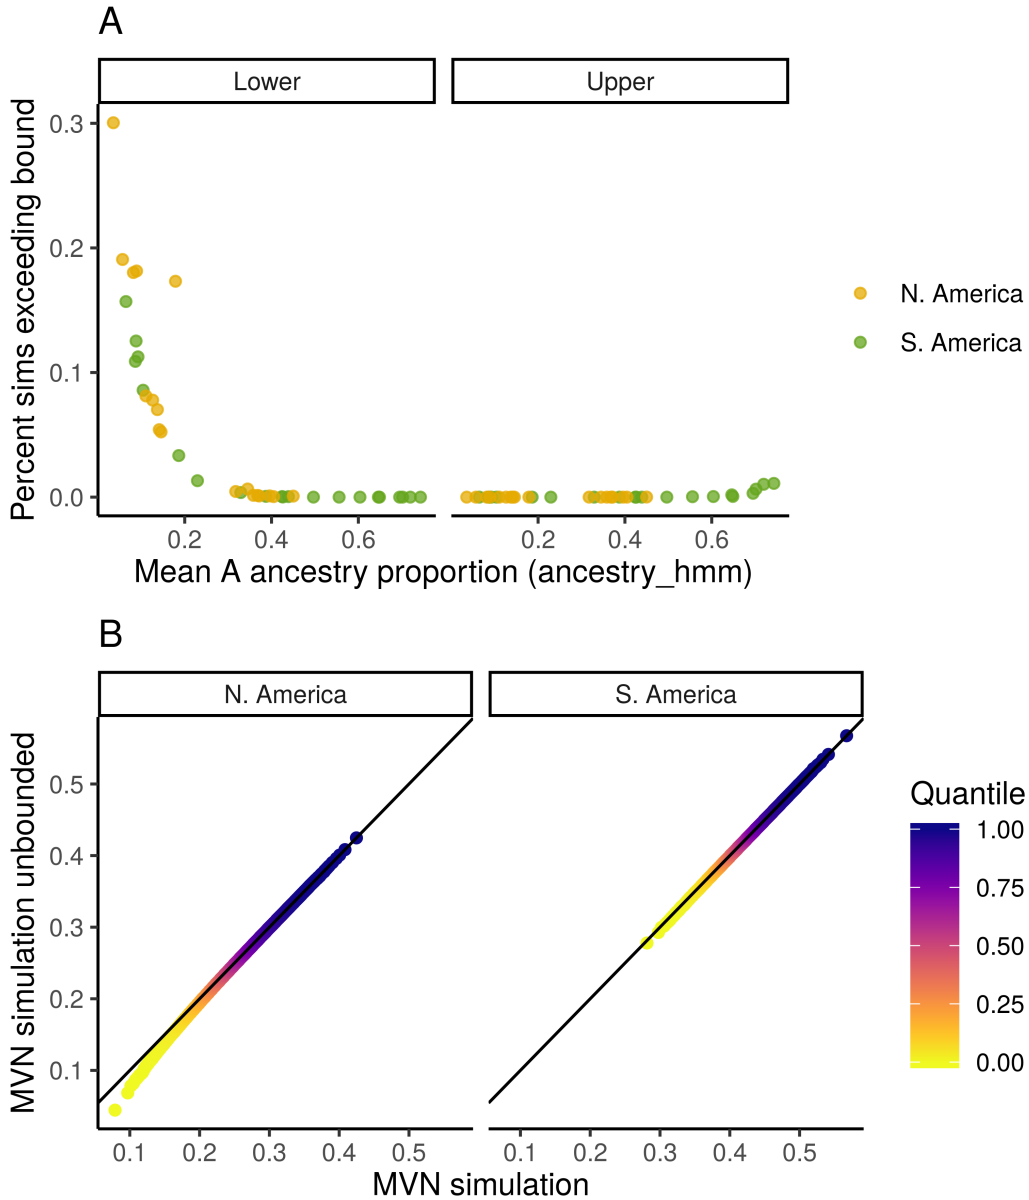 A
Lower
Upper
Percent sims exceeding bound
0.3
0.2
0.1
0.0
0.2
0.4
0.6
0.2
0.4
0.6
Mean A ancestry proportion (ancestry_hmm)
N. America
S. America
B
N. America
S. America
MVN simulation unbounded
0.5
0.4
0.3
0.2
0.1
0.1
0.2
0.3
0.4
0.5
0.1
0.2
0.3
0.4
0.5
MVN simulation
Quantile
1.00
0.75
0.50
0.25
0.00